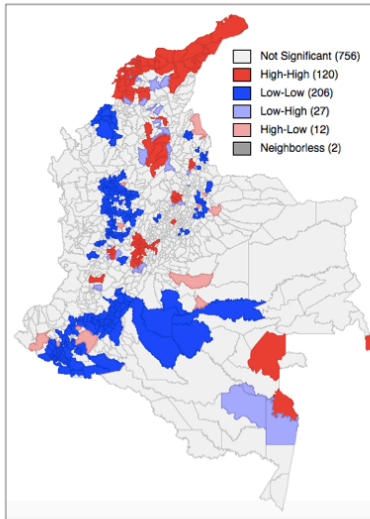 Not Significant (756)
High-High (120)
Low-Low (206)
Low-High (27)
High-Low (12)
Neighborless (2)